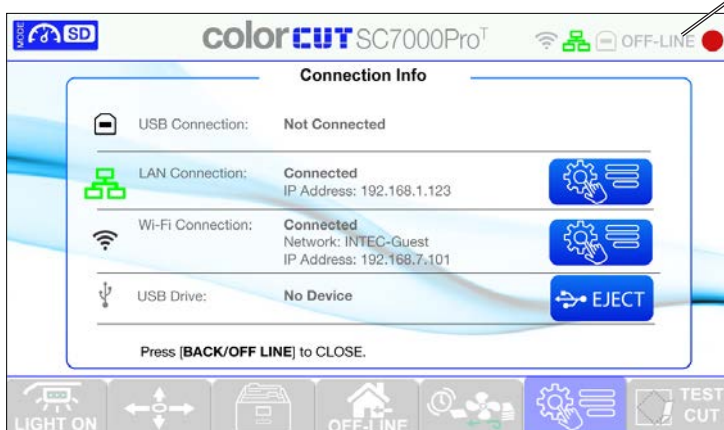 MODE SD colorCUT SC7000Pro T OFF-LINE
Connection Info
USB Connection: Not Connected
LAN Connection: Connected
IP Address: 192.168.1.123
Wi-Fi Connection: Connected
Network: INTEC-Guest
IP Address: 192.168.7.101
USB Drive: No Device EJECT
Press [BACK/OFF LINE] to CLOSE.
LIGHT ON OFF-LINE TEST CUT